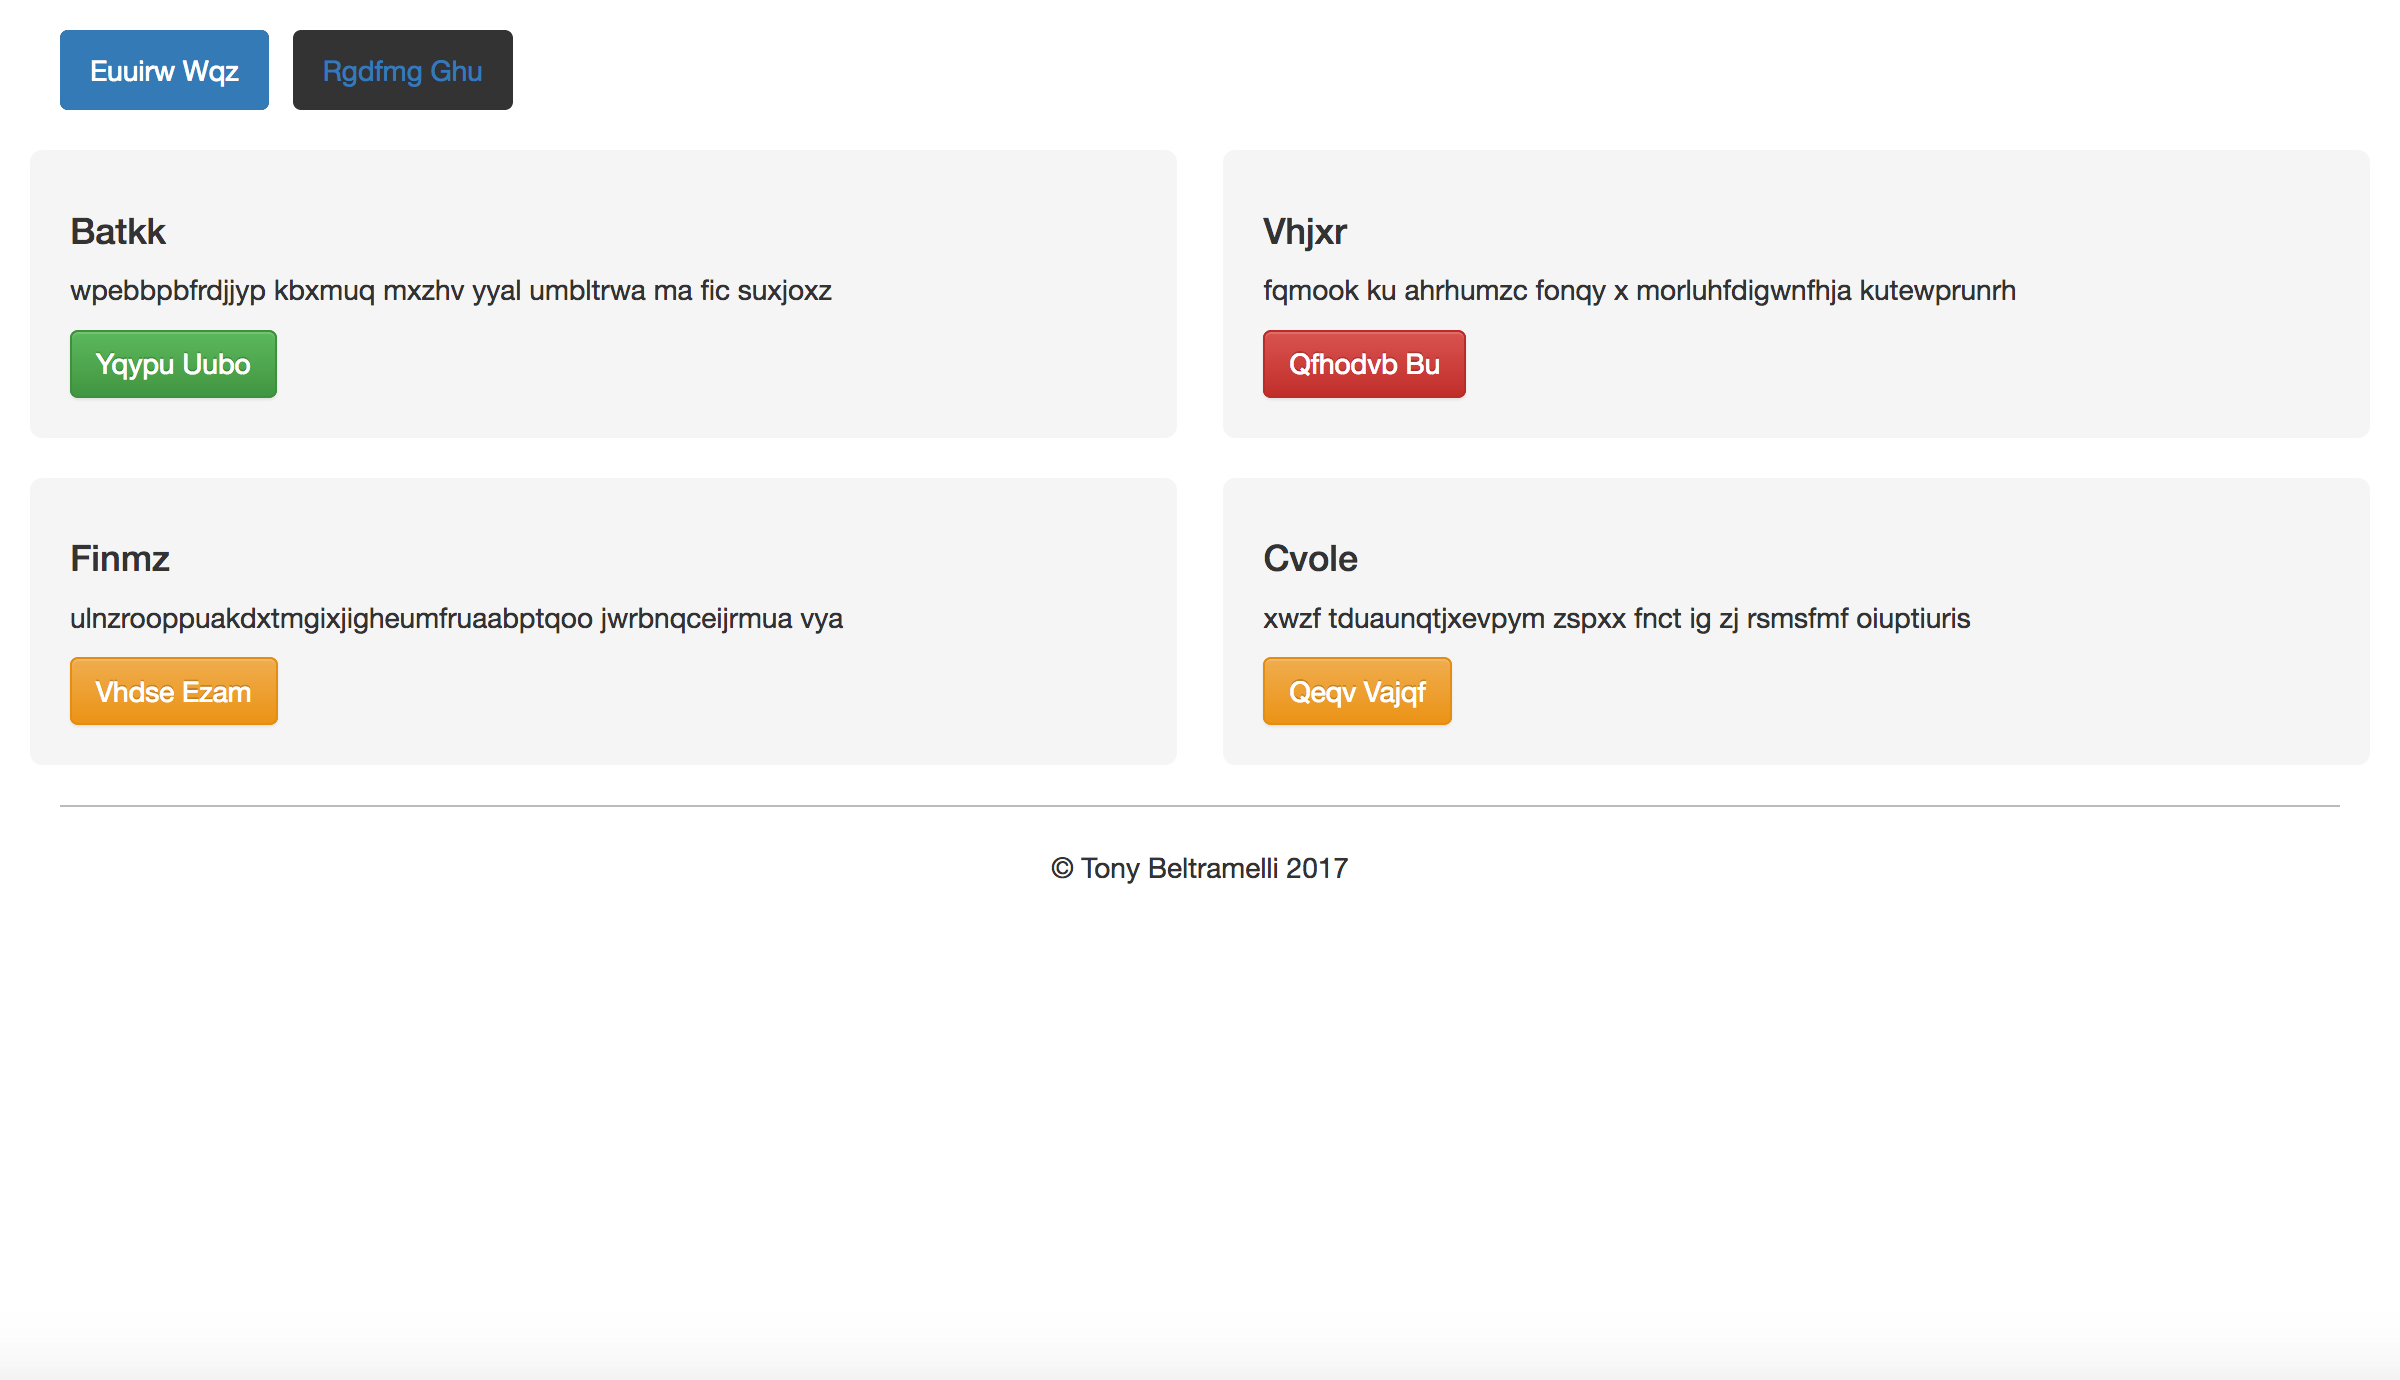 Euuirw Wqz Rgdfmg Ghu
Batkk
wpebbpbfrdjjyp kbxmuq mxzhv yyal umbltrwa ma fic suxjoxz
Yqypu Uubo
Vhjxr
fqmook ku ahrhumzc fonqy x morluhfdigwnfhja kutewprunrh
Qfhodvb Bu
Finmz
ulnzrooppuakdxtmgixjigheumfruaabptqoo jwrbnqceijrmua vya
Vhdse Ezam
Cvole
xwzf tduaunqtjxevpym zspxx fnct ig zj rsmsfmf oiuptiuris
Qeqv Vajqf
© Tony Beltramelli 2017